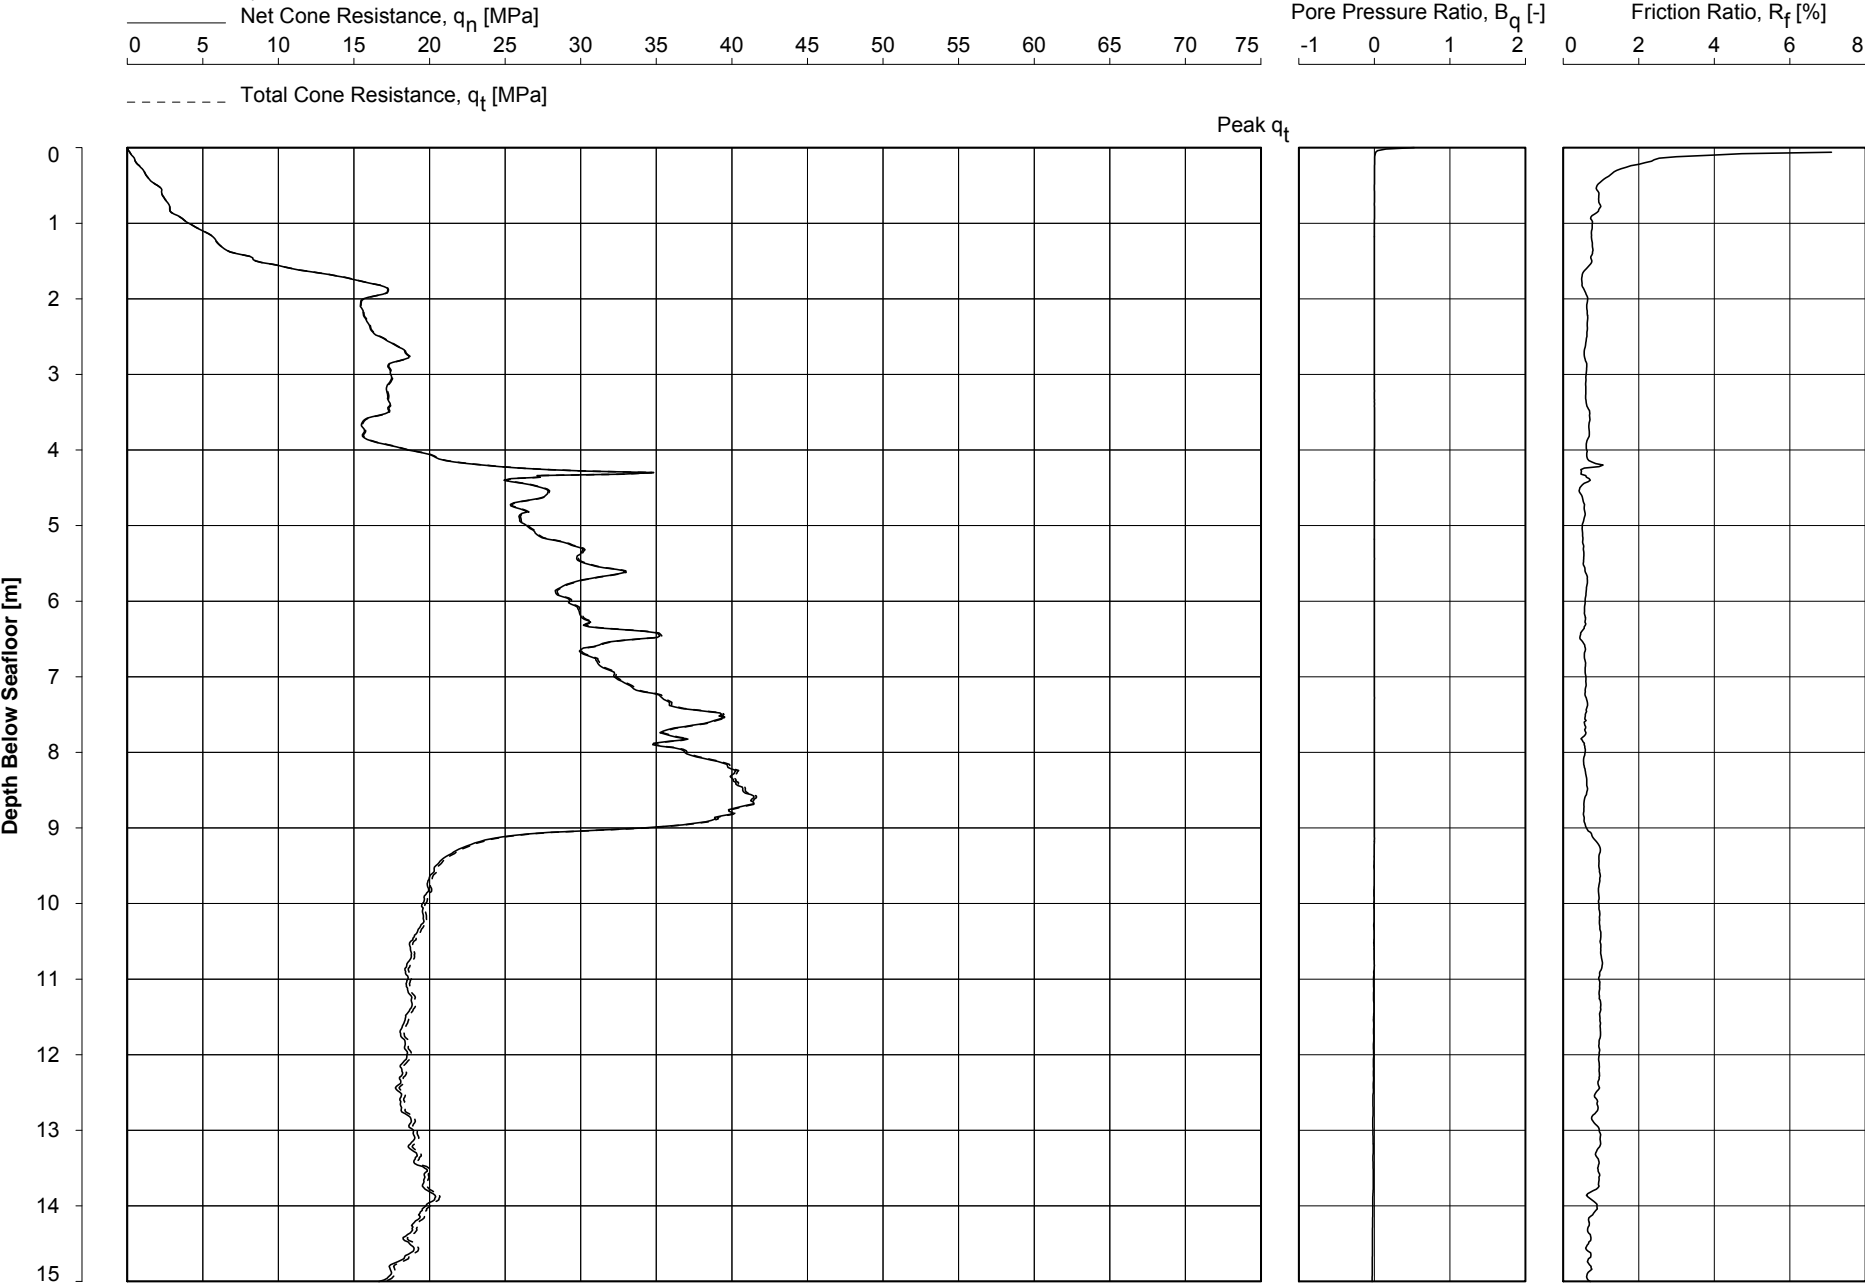 Net Cone Resistance, qn [MPa]
0 5 10 15 20 25 30 35 40 45 50 55 60 65 70 75
Total Cone Resistance, qt [MPa]
Peak qt
Pore Pressure Ratio, Bq [-]
-1 0 1 2
Friction Ratio, Rf [%]
0 2 4 6 8
Depth Below Seafloor [m]
0
1
2
3
4
5
6
7
8
9
10
11
12
13
14
15